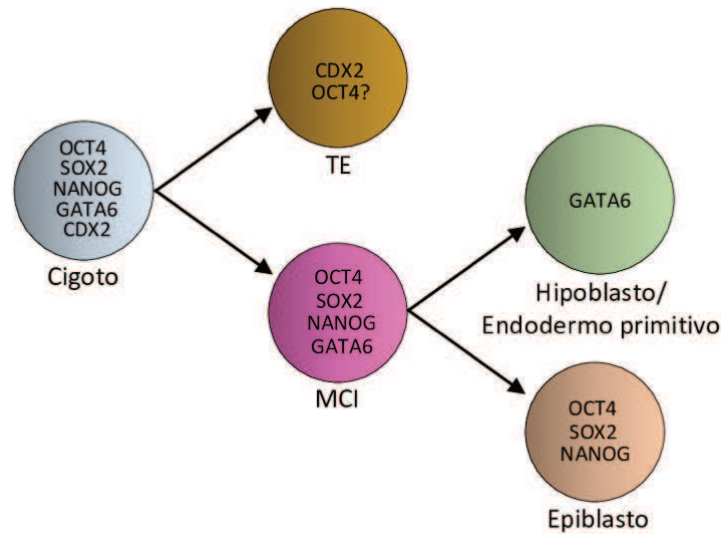 CDX2
OCT4?
TE
OCT4
SOX2
NANOG
GATA6
CDX2
Cigoto
OCT4
SOX2
NANOG
GATA6
MCI
GATA6
Hipoblasto/
Endodermo primitivo
OCT4
SOX2
NANOG
Epiblasto